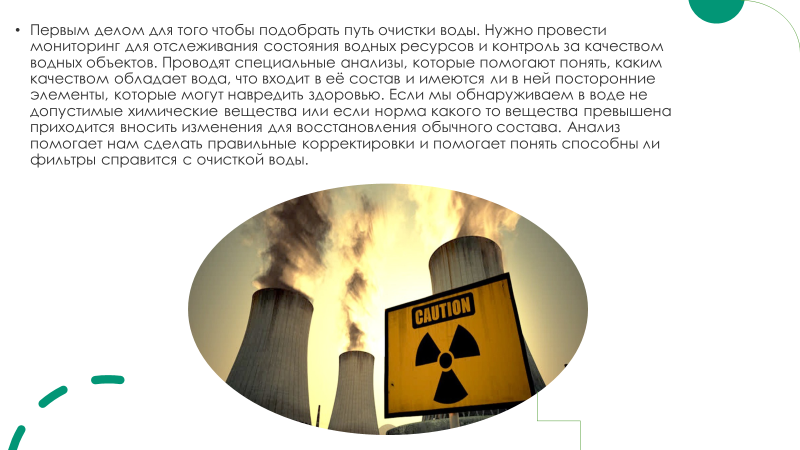 • Первым делом для того чтобы подобрать путь очистки воды. Нужно провести
мониторинг для отслеживания состояния водных ресурсов и контроль за качеством
водных объектов. Проводят специальные анализы, которые помогают понять, каким
качеством обладает вода, что входит в её состав и имеются ли в ней посторонние
элементы, которые могут навредить здоровью. Если мы обнаруживаем в воде не
допустимые химические вещества или если норма какого то вещества превышена
приходится вносить изменения для восстановления обычного состава. Анализ
помогает нам сделать правильные корректировки и помогает понять способны ли
фильтры справится с очисткой воды.
CAUTION